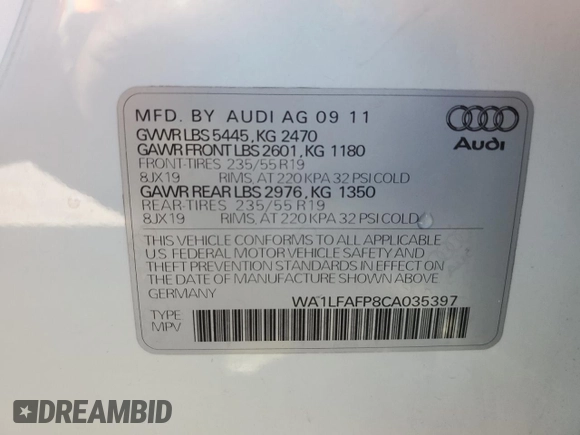 MFD. BY AUDI AG 09 11
GVWR LBS 5445, KG 2470
GAWR FRONT LBS 2601, KG 1180
FRONT-TIRES 235/55 R19
8JX19 RIMS, AT 220 KPA 32 PSI COLD
GAWR REAR LBS 2976, KG 1350
REAR-TIRES 235/55 R19
8JX19 RIMS, AT 220 KPA 32 PSI COLD
Audi
THIS VEHICLE CONFORMS TO ALL APPLICABLE
U.S FEDERAL MOTOR VEHICLE SAFETY AND
THEFT PREVENTION STANDARDS IN EFFECT ON
THE DATE OF MANUFACTURE SHOWN ABOVE
WA1LFAFP8CA035397
TYPE
MPV
DREAMBID